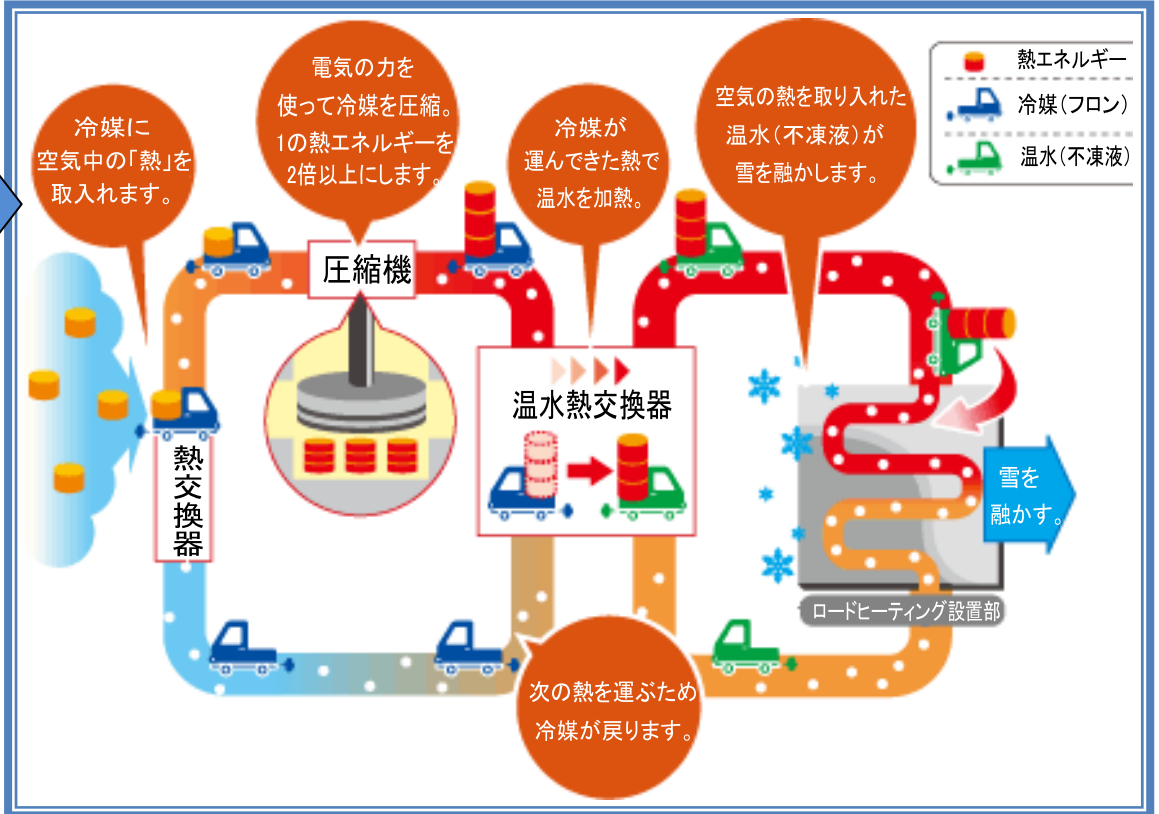 冷媒に
空気中の「熱」を
取入れます。
電気の力を
使って冷媒を圧縮。
1の熱エネルギーを
2倍以上にします。
冷媒が
運んできた熱で
温水を加熱。
空気の熱を取り入れた
温水(不凍液)が
雪を融かします。
熱エネルギー
冷媒(フロン)
温水(不凍液)
圧縮機
温水熱交換器
熱交換器
雪を
融かす。
ロードヒーティング設置部
次の熱を運ぶため
冷媒が戻ります。